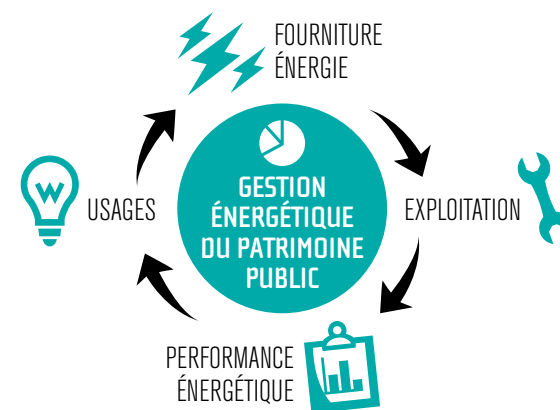 FOURNITURE
ÉNERGIE
GESTION
ÉNERGÉTIQUE
DU PATRIMOINE
PUBLIC
USAGES
W
EXPLOITATION
PERFORMANCE
ÉNERGÉTIQUE